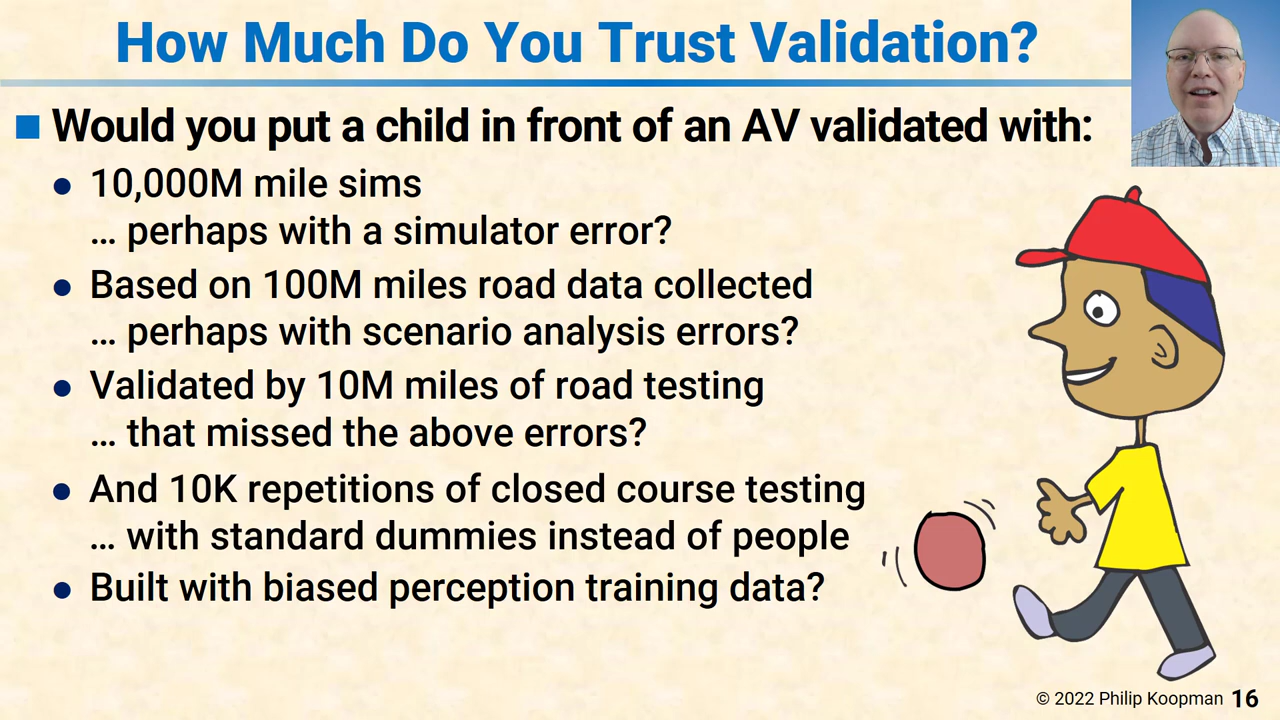 How Much Do You Trust Validation?
Would you put a child in front of an AV validated with:
10,000M mile sims
… perhaps with a simulator error?
Based on 100M miles road data collected
… perhaps with scenario analysis errors?
Validated by 10M miles of road testing
… that missed the above errors?
And 10K repetitions of closed course testing
… with standard dummies instead of people
Built with biased perception training data?
© 2022 Philip Koopman 16